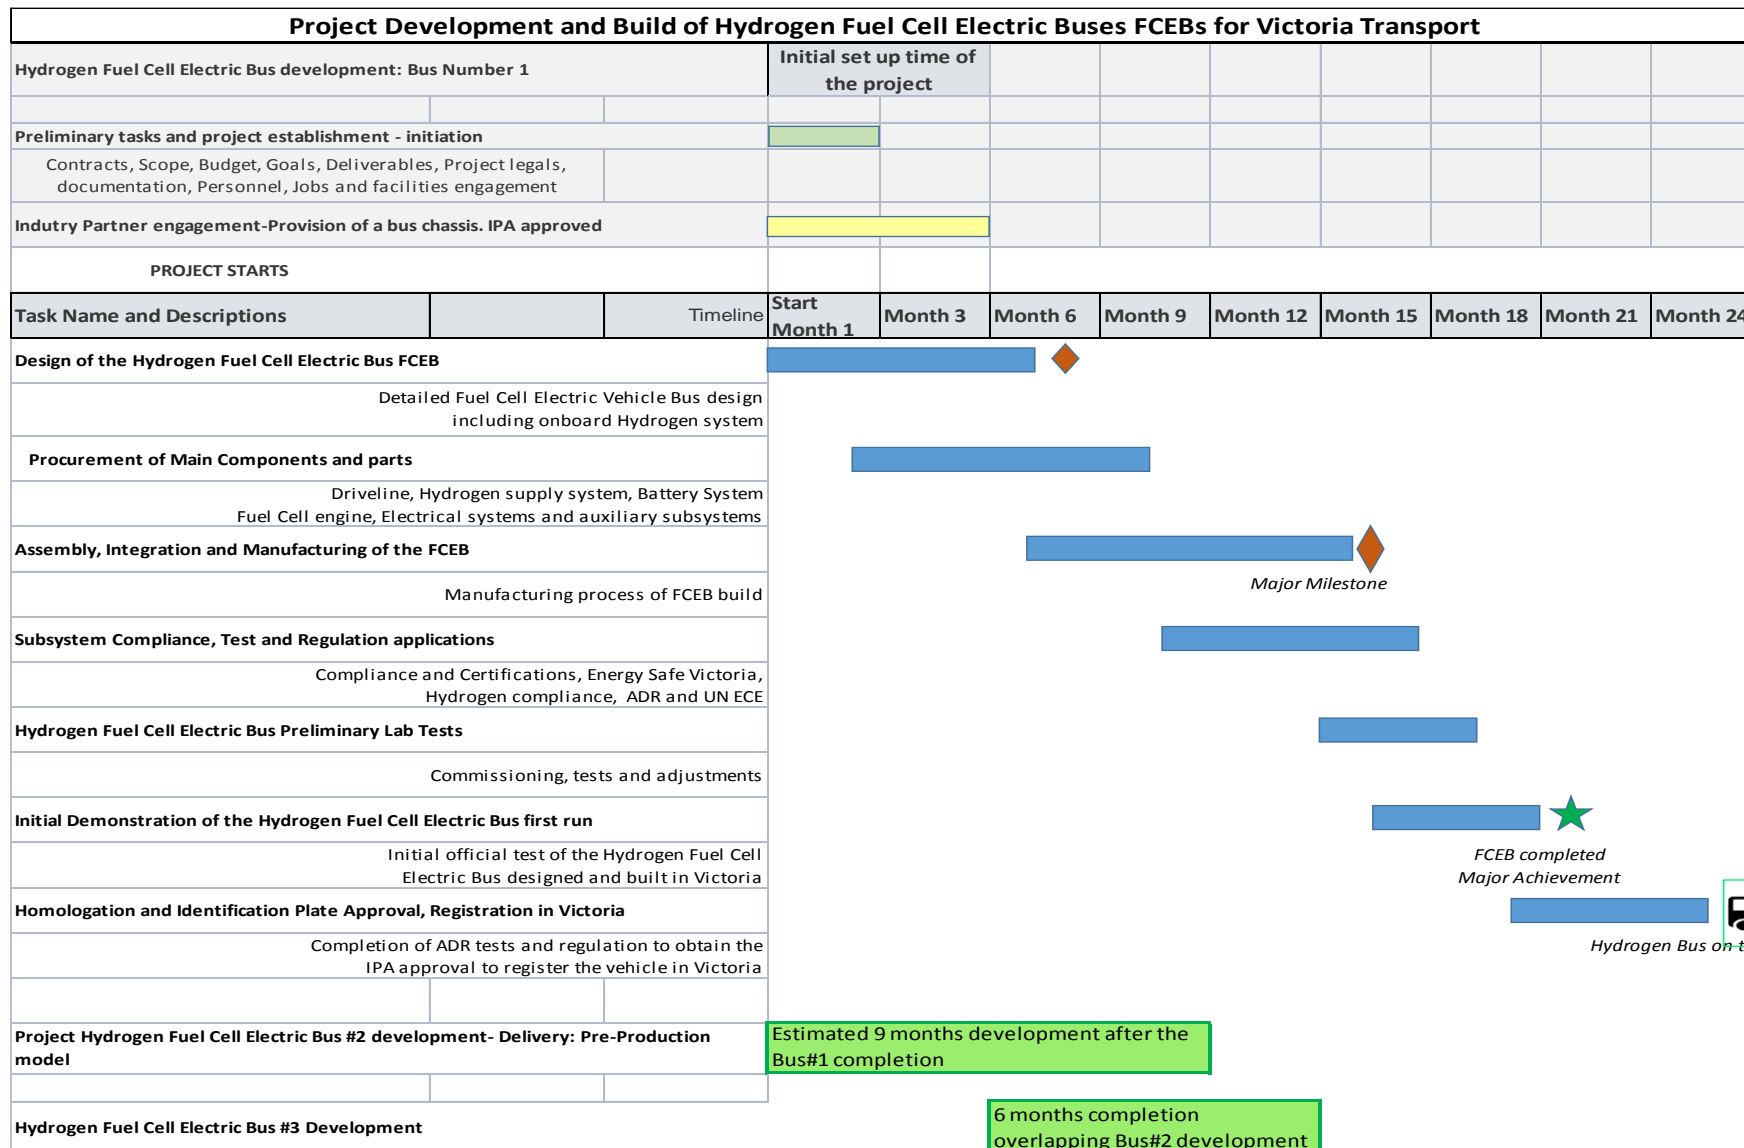 Project Development and Build of Hydrogen Fuel Cell Electric Buses FCEBs for Victoria Transport
Hydrogen Fuel Cell Electric Bus development: Bus Number 1
Initial set up time of
the project
Preliminary tasks and project establishment - initiation
Contracts, Scope, Budget, Goals, Deliverables, Project legals,
documentation, Personnel, Jobs and facilities engagement
Indutry Partner engagement-Provision of a bus chassis. IPA approved
PROJECT STARTS
Task Name and Descriptions
Timeline
Start
Month 1
Month 3
Month 6
Month 9
Month 12
Month 15
Month 18
Month 21
Month 24
Design of the Hydrogen Fuel Cell Electric Bus FCEB
Detailed Fuel Cell Electric Vehicle Bus design
including onboard Hydrogen system
Procurement of Main Components and parts
Driveline, Hydrogen supply system, Battery System
Fuel Cell engine, Electrical systems and auxiliary subsystems
Assembly, Integration and Manufacturing of the FCEB
Major Milestone
Manufacturing process of FCEB build
Subsystem Compliance, Test and Regulation applications
Compliance and Certifications, Energy Safe Victoria,
Hydrogen compliance, ADR and UN ECE
Hydrogen Fuel Cell Electric Bus Preliminary Lab Tests
Commissioning, tests and adjustments
Initial Demonstration of the Hydrogen Fuel Cell Electric Bus first run
Initial official test of the Hydrogen Fuel Cell
Electric Bus designed and built in Victoria
FCEB completed
Major Achievement
Homologation and Identification Plate Approval, Registration in Victoria
Completion of ADR tests and regulation to obtain the
IPA approval to register the vehicle in Victoria
Hydrogen Bus on t
Project Hydrogen Fuel Cell Electric Bus #2 development- Delivery: Pre-Production
model
Estimated 9 months development after the
Bus#1 completion
Hydrogen Fuel Cell Electric Bus #3 Development
6 months completion
overlapping Bus#2 development